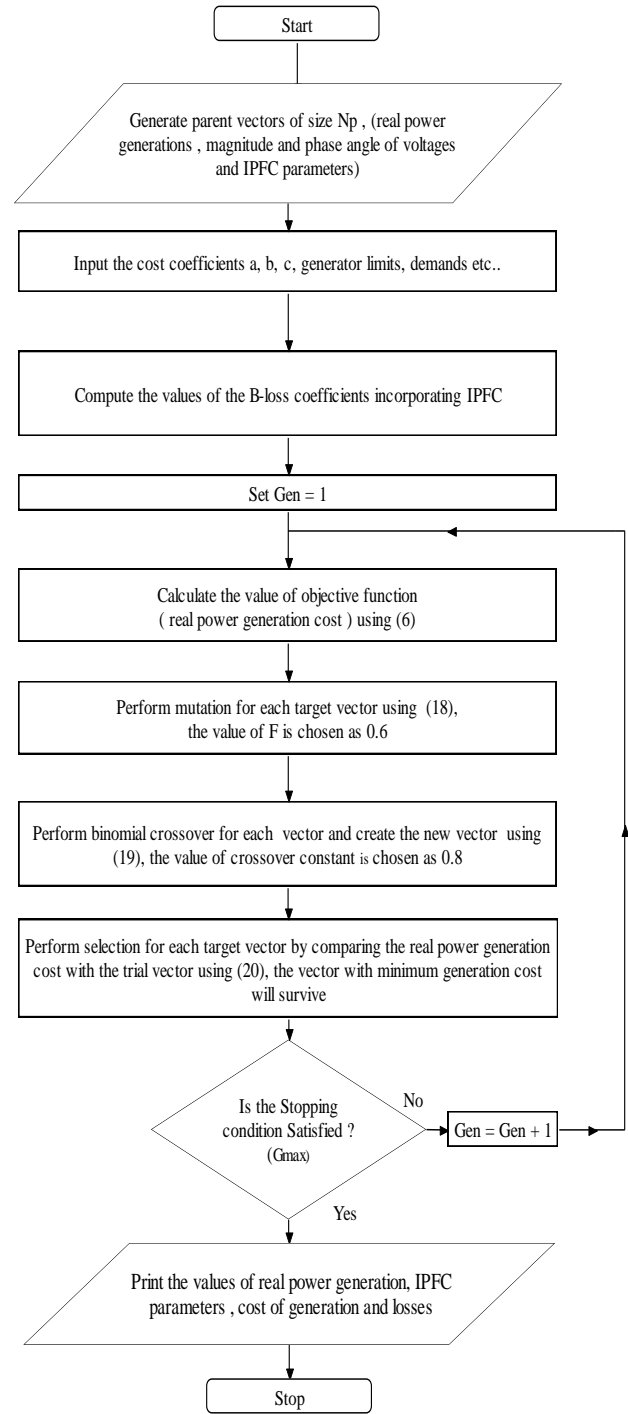 Start
Generate parent vectors of size Np , (real power
generations , magnitude and phase angle of voltages
and IPFC parameters)
Input the cost coefficients a, b, c, generator limits, demands etc..
Compute the values of the B-loss coefficients incorporating IPFC
Set Gen = 1
Calculate the value of objective function
( real power generation cost ) using (6)
Perform mutation for each target vector using (18),
the value of F is chosen as 0.6
Perform binomial crossover for each vector and create the new vector using
(19), the value of crossover constant is chosen as 0.8
Perform selection for each target vector by comparing the real power generation
cost with the trial vector using (20), the vector with minimum generation cost
will survive
Is the Stopping
condition Satisfied ?
(Gmax)
No
Gen = Gen + 1
Yes
Print the values of real power generation, IPFC
parameters , cost of generation and losses
Stop